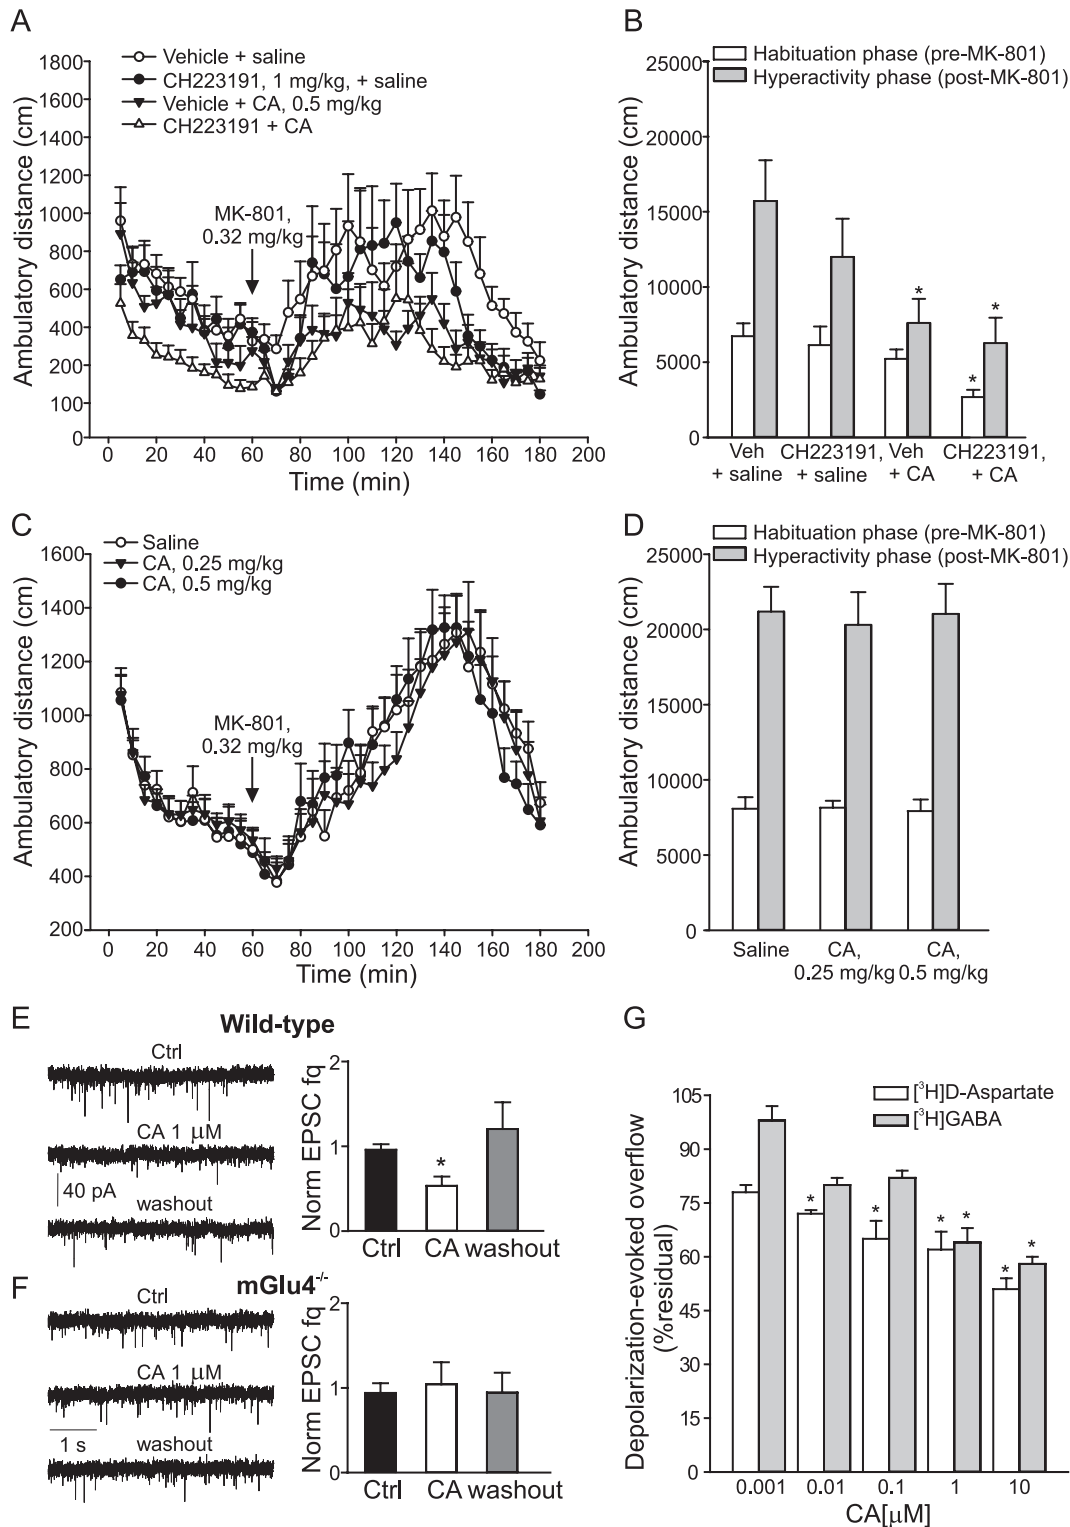 A
Vehicle + saline
CH223191, 1 mg/kg, + saline
Vehicle + CA, 0.5 mg/kg
CH223191 + CA
Ambulatory distance (cm)
1800
1600
1400
1200
1000
800
600
400
200
100
0
MK-801,
0.32 mg/kg
0 20 40 60 80 100 120 140 160 180 200
Time (min)
B
Habituation phase (pre-MK-801)
Hyperactivity phase (post-MK-801)
Ambulatory distance (cm)
25000
20000
15000
10000
5000
0
* * *
*
Veh CH223191, Veh CH223191,
+ saline + saline + CA + CA
C
Saline
CA, 0.25 mg/kg
CA, 0.5 mg/kg
Ambulatory distance (cm)
1600
1400
1200
1000
800
600
400
200
MK-801,
0.32 mg/kg
0 20 40 60 80 100 120 140 160 180 200
Time (min)
D
Habituation phase (pre-MK-801)
Hyperactivity phase (post-MK-801)
Ambulatory distance (cm)
25000
20000
15000
10000
5000
0
Saline CA, CA,
0.25 mg/kg 0.5 mg/kg
E
Wild-type
Ctrl
CA 1 μM
40 pA
washout
Norm EPSC fq
2
1
0
*
Ctrl CA washout
F
mGlu4-/-
Ctrl
CA 1 μM
1 s
washout
Norm EPSC fq
2
1
0
Ctrl CA washout
G
[³H]D-Aspartate
[³H]GABA
Depolarization-evoked overflow
(%residual)
105
90
75
60
45
30
15
0
* * * * * *
0.001 0.01 0.1 1 10
CA[μM]